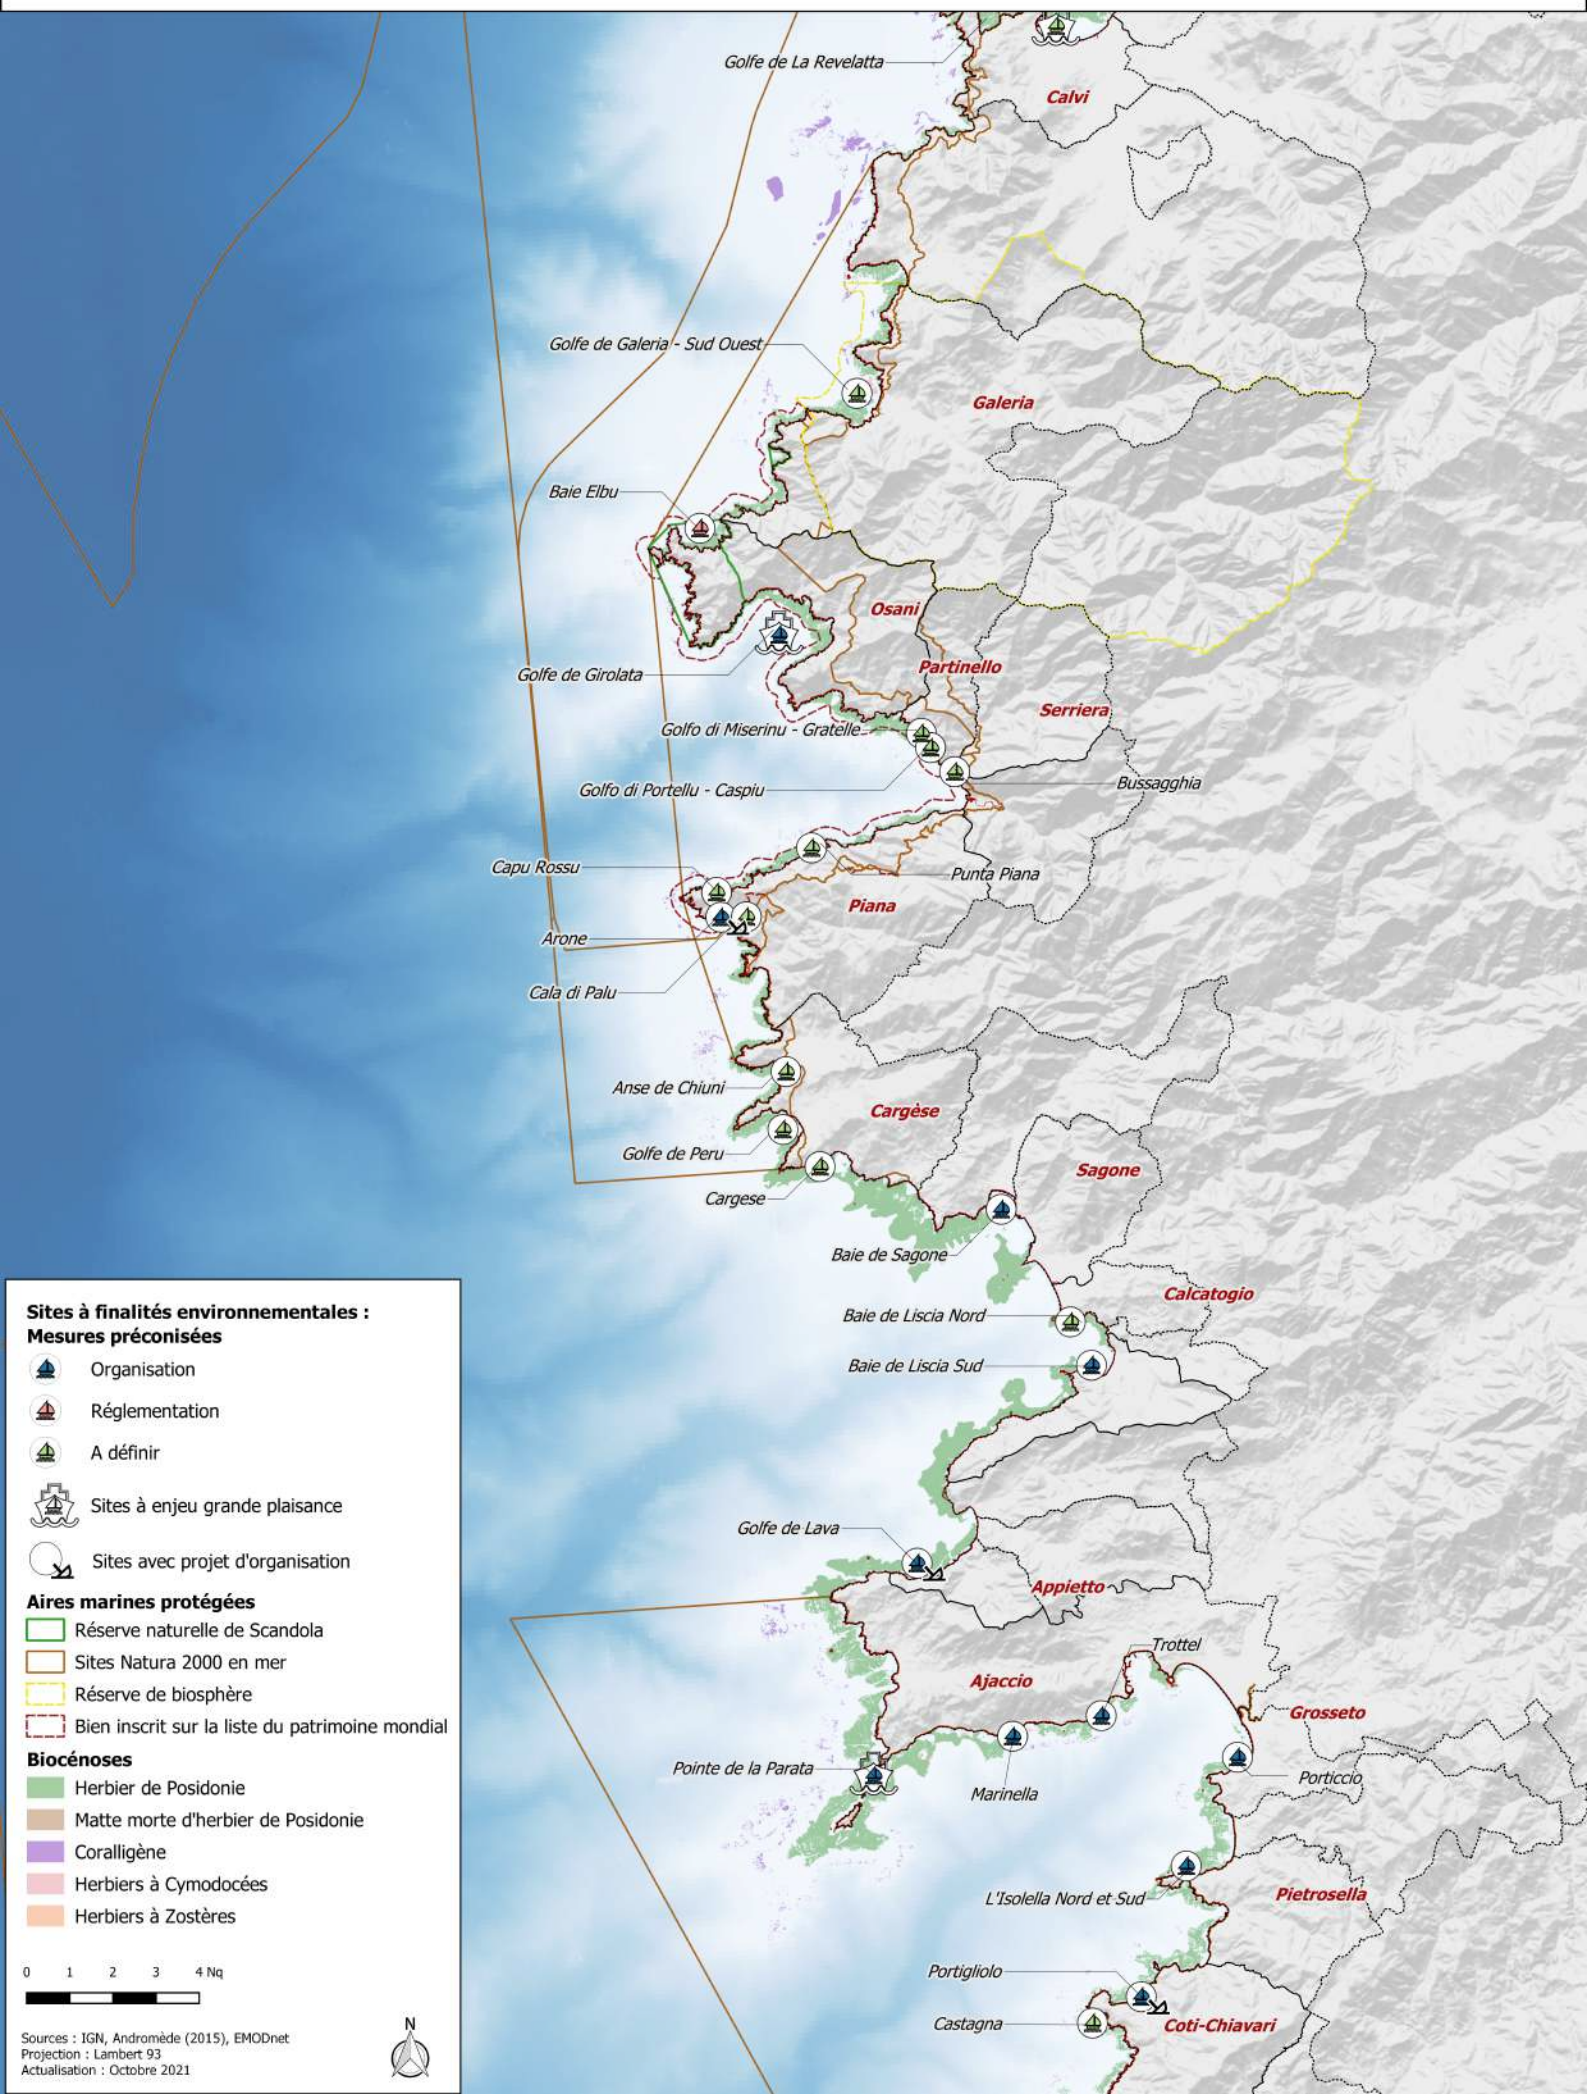 Golfe de La Revelatta
Calvi
Golfe de Galeria - Sud Ouest
Galeria
Baie Elbu
Osani
Partinello
Golfe de Girolata
Serriera
Golfo di Miserinu - Gratelle
Bussagghia
Golfo di Portellu - Caspiu
Capu Rossu
Punta Piana
Piana
Arone
Cala di Palu
Anse de Chiuni
Cargèse
Golfe de Peru
Sagone
Cargese
Baie de Sagone
Calcatogio
Baie de Liscia Nord
Baie de Liscia Sud
Golfe de Lava
Appietto
Trottel
Ajaccio
Grosseto
Pointe de la Parata
Porticcio
Marinella
Pietrosella
L'Isolella Nord et Sud
Portigliolo
Castagna
Coti-Chiavari
Sites à finalités environnementales :
Mesures préconisées
Organisation
Réglementation
A définir
Sites à enjeu grande plaisance
Sites avec projet d'organisation
Aires marines protégées
Réserve naturelle de Scandola
Sites Natura 2000 en mer
Réserve de biosphère
Bien inscrit sur la liste du patrimoine mondial
Biocénoses
Herbier de Posidonie
Matte morte d'herbier de Posidonie
Coralligène
Herbiers à Cymodocées
Herbiers à Zostères
0 1 2 3 4 Nq
N
Sources : IGN, Andromède (2015), EMODnet
Projection : Lambert 93
Actualisation : Octobre 2021